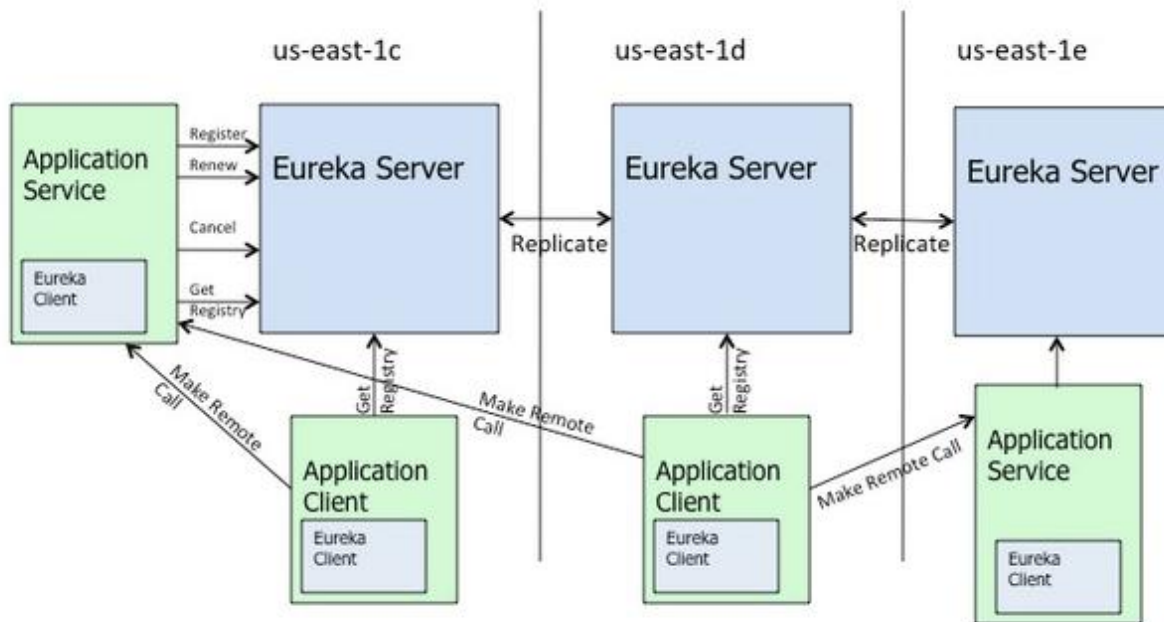 us-east-1c
us-east-1d
us-east-1e
Application
Service
Eureka
Client
Register
Renew
Cancel
Get
Registry
Eureka Server
Replicate
Eureka Server
Replicate
Eureka Server
Make Remote
Call
Get
Registry
Make Remote
Call
Get
Registry
Make Remote Call
Application
Client
Eureka
Client
Application
Client
Eureka
Client
Application
Service
Eureka
Client